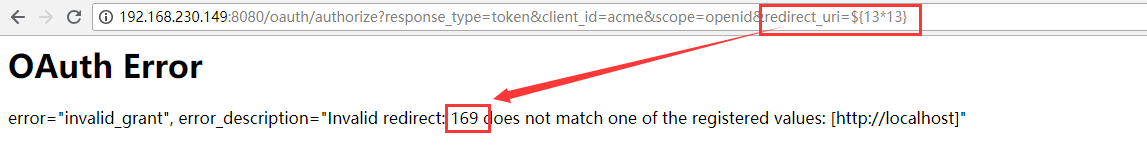 192.168.230.149:8080/oauth/authorize?response_type=token&client_id=acme&scope=openid&redirect_uri=${13*13}
OAuth Error
error="invalid_grant", error_description="Invalid redirect: 169 does not match one of the registered values: [http://localhost]"